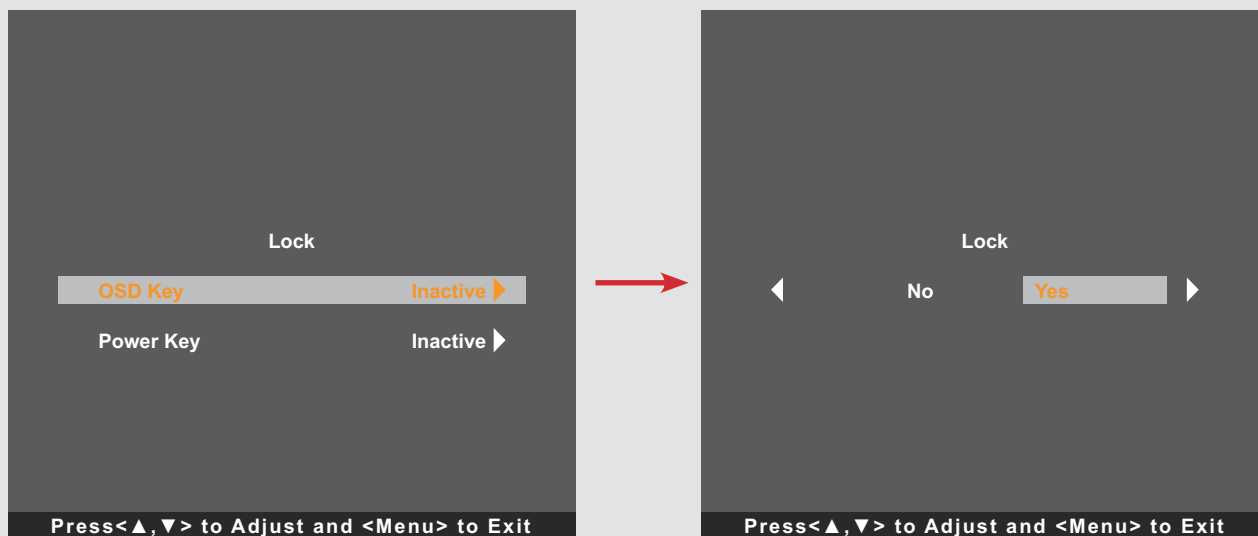 Lock
OSD Key Inactive
Power Key Inactive
Press<▲,▼> to Adjust and <Menu> to Exit
Lock
No Yes
Press<▲,▼> to Adjust and <Menu> to Exit